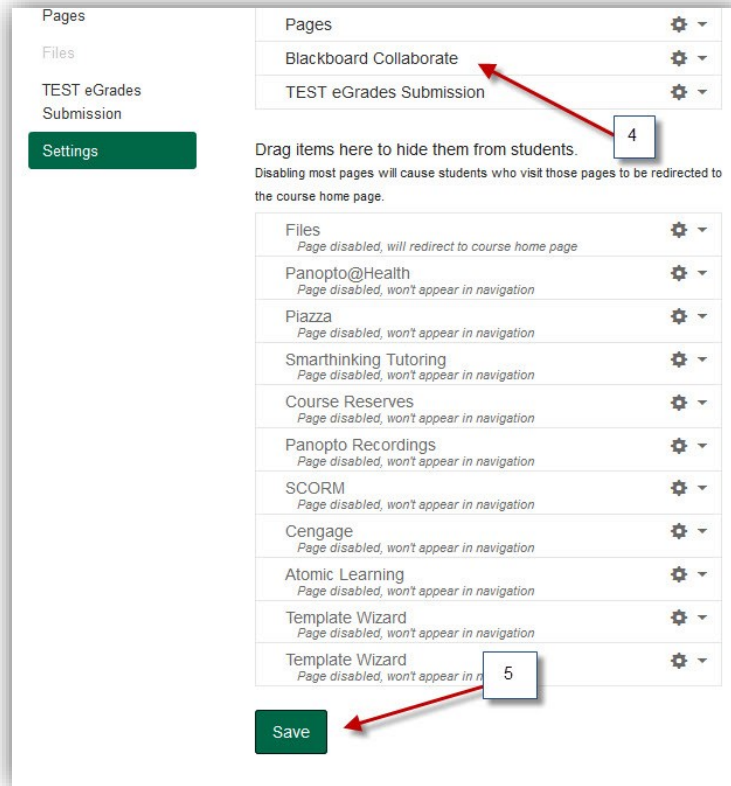 Pages
Files
TEST eGrades
Submission
Settings
Pages
Blackboard Collaborate
TEST eGrades Submission
4
Drag items here to hide them from students.
Disabling most pages will cause students who visit those pages to be redirected to
the course home page.
Files
Page disabled, will redirect to course home page
Panopto@Health
Page disabled, won't appear in navigation
Piazza
Page disabled, won't appear in navigation
Smarthinking Tutoring
Page disabled, won't appear in navigation
Course Reserves
Page disabled, won't appear in navigation
Panopto Recordings
Page disabled, won't appear in navigation
SCORM
Page disabled, won't appear in navigation
Cengage
Page disabled, won't appear in navigation
Atomic Learning
Page disabled, won't appear in navigation
Template Wizard
Page disabled, won't appear in navigation
Template Wizard
Page disabled, won't appear in
5
Save